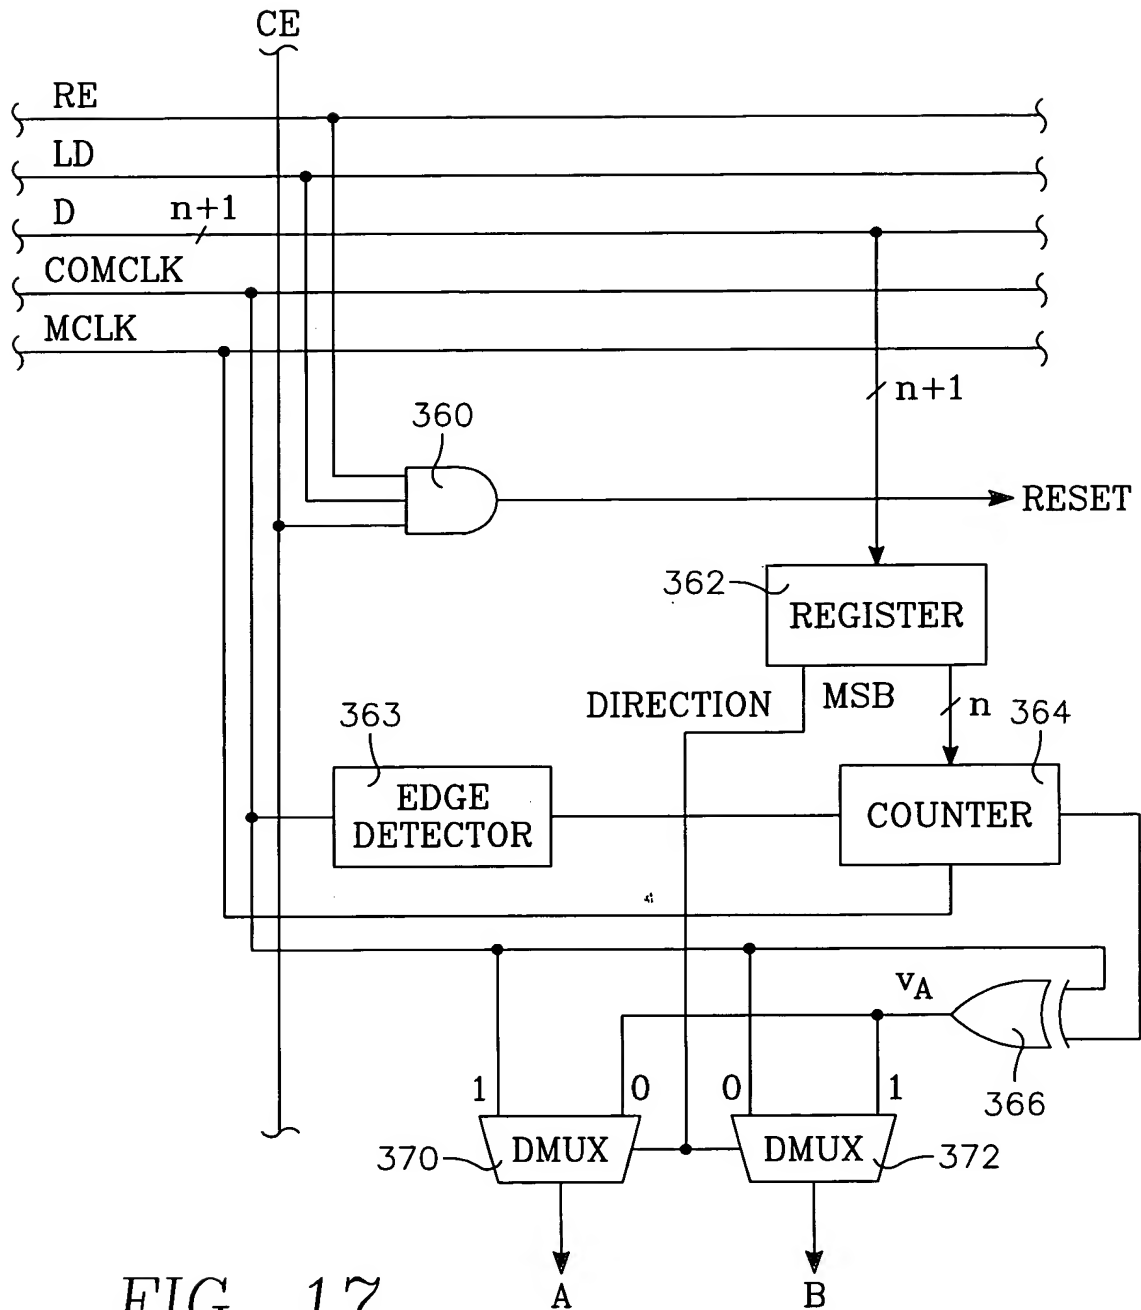 CE
RE
LD
D
n+1
COMCLK
MCLK
n+1
360
RESET
362
REGISTER
DIRECTION
MSB
n
364
363
EDGE
DETECTOR
COUNTER
vA
1
0
0
1
366
370
DMUX
DMUX
372
A
B
FIG. 17